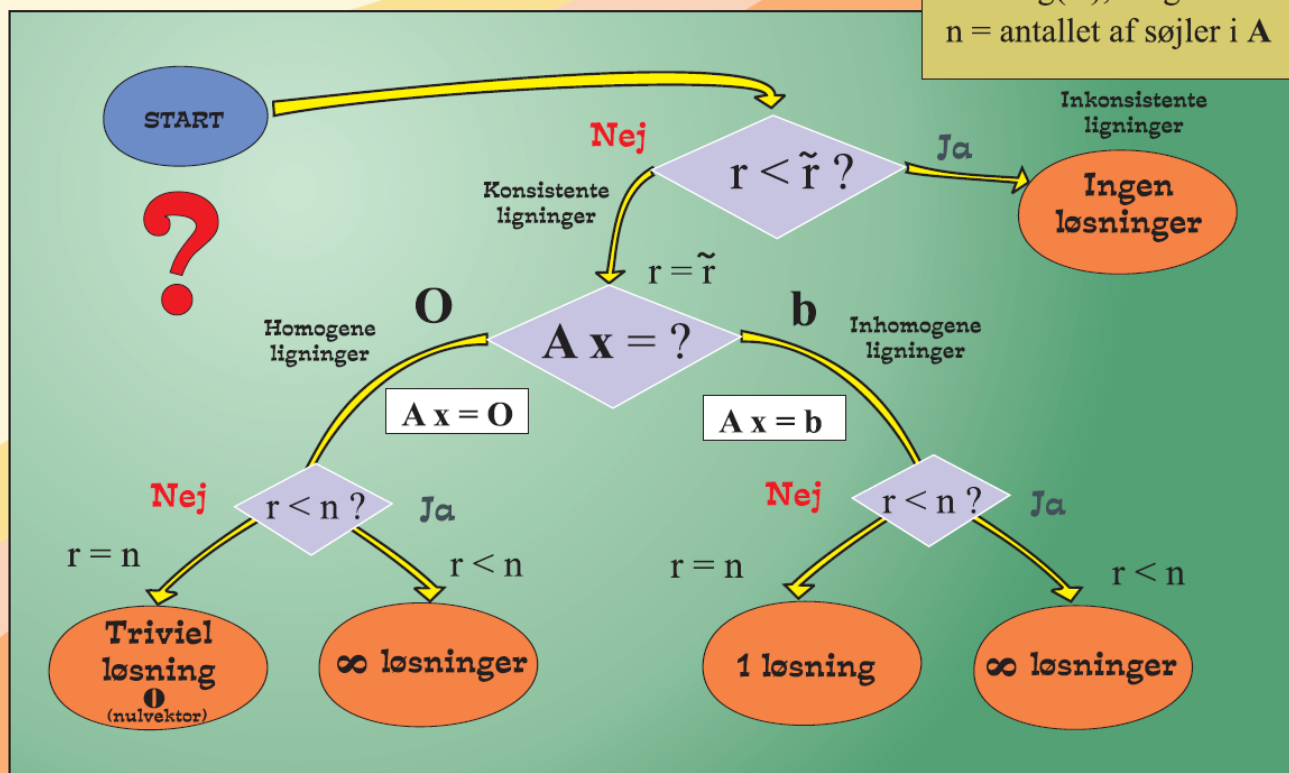 n = antallet af søjler i A
START
Nej
r < r̃ ?
Ja
Inkonsistente
ligninger
Ingen
løsninger
Konsistente
ligninger
r = r̃
O
A x = ?
b
Homogene
ligninger
Inhomogene
ligninger
A x = O
A x = b
Nej
r < n ?
Ja
Nej
r < n ?
Ja
r = n
r < n
r = n
r < n
Triviel
løsning
O
(nulvektor)
∞ løsninger
1 løsning
∞ løsninger
?